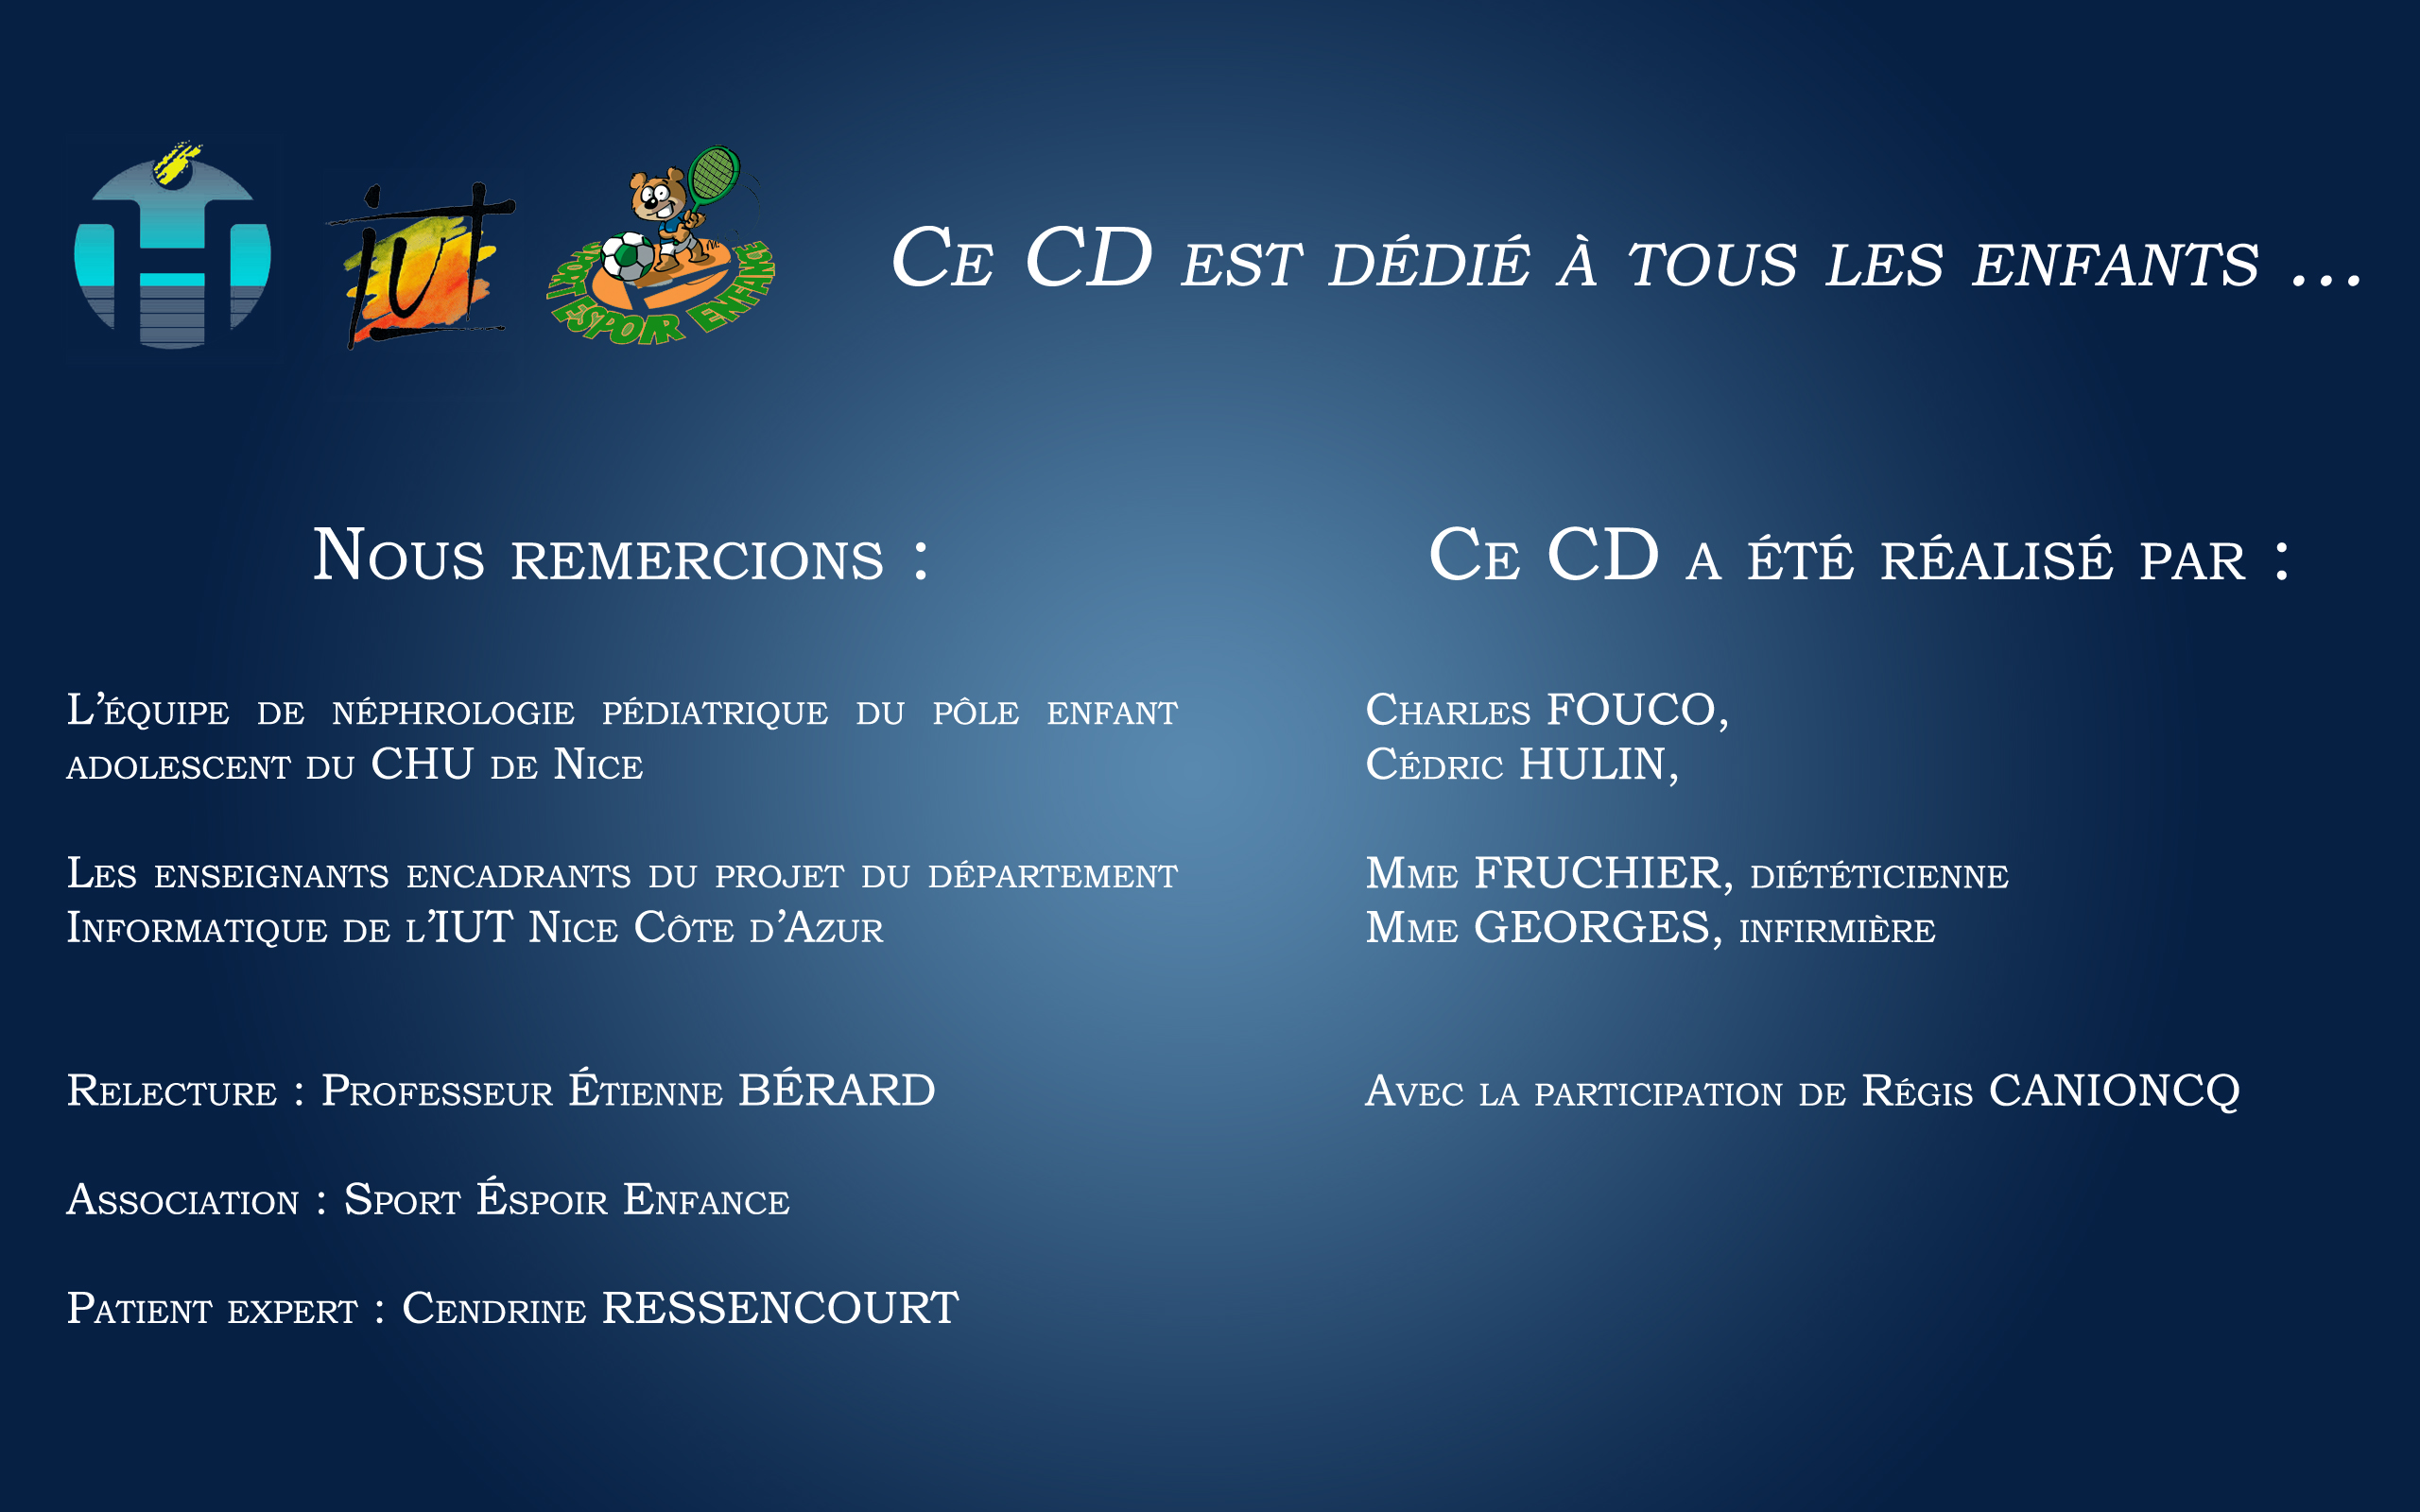 iut
SPORT ESPOIR ENFANCE
Ce CD est dédié à tous les enfants ...
Nous remercions :
L'équipe de néphrologie pédiatrique du pôle enfant
adolescent du CHU de Nice
Les enseignants encadrants du projet du département
Informatique de l'IUT Nice Côte d'Azur
Relecture : Professeur Étienne BÉRARD
Association : Sport Éspoir Enfance
Patient expert : Cendrine RESSENCOURT
Ce CD a été réalisé par :
Charles FOUCO,
Cédric HULIN,
Mme FRUCHIER, diététicienne
Mme GEORGES, infirmière
Avec la participation de Régis CANIONCQ